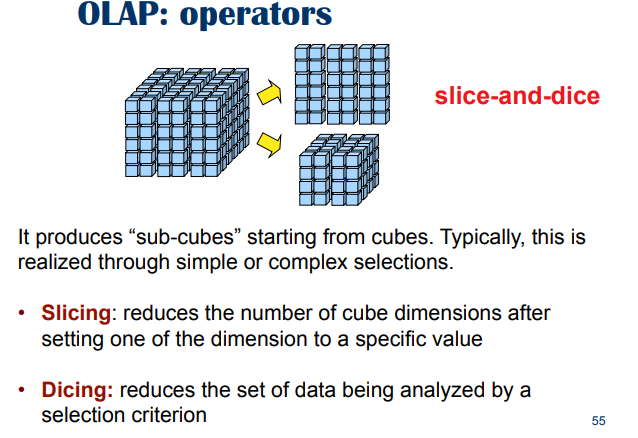 OLAP: operators
slice-and-dice
It produces “sub-cubes” starting from cubes. Typically, this is
realized through simple or complex selections.
• Slicing: reduces the number of cube dimensions after
setting one of the dimension to a specific value
• Dicing: reduces the set of data being analyzed by a
selection criterion
55